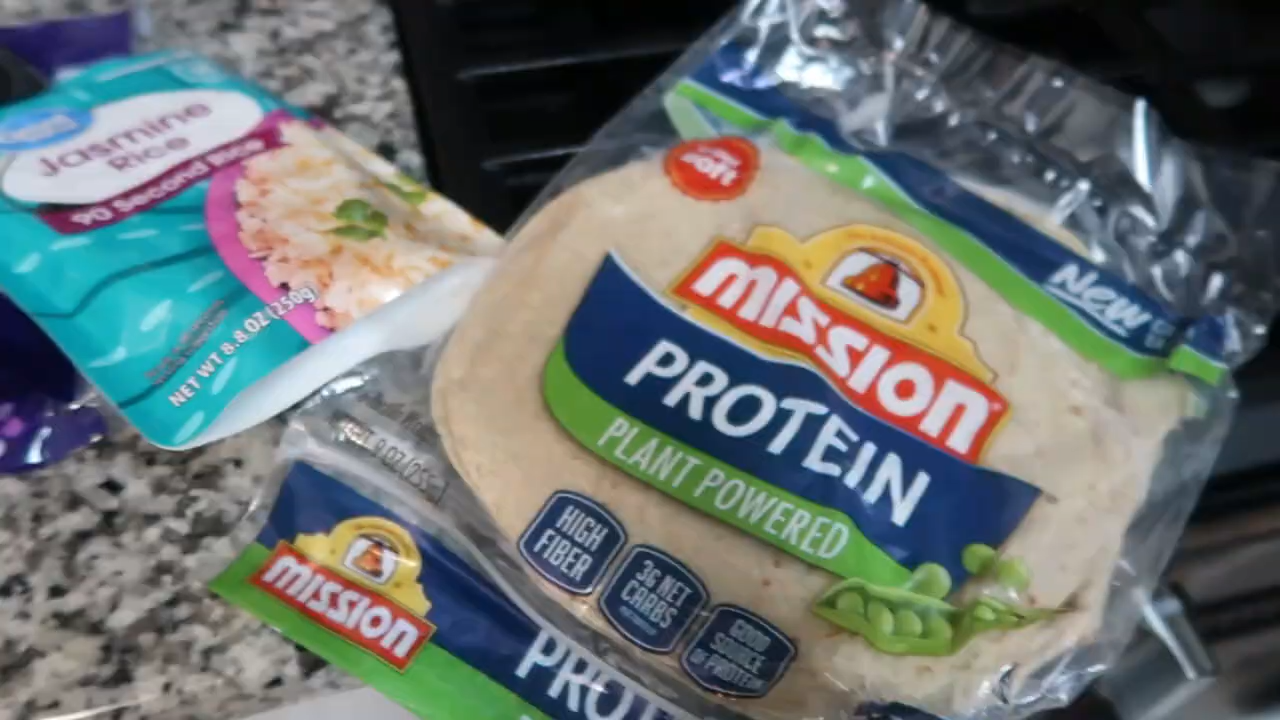 Jasmine
Rice
90 Second Rice
NET WT 8.8 OZ (250g)
Soft
New
MISSION
PROTEIN
PLANT POWERED
HIGH
FIBER
3G NET
CARBS
GOOD
SOURCE
OF PROTEIN
MISSION
PROT